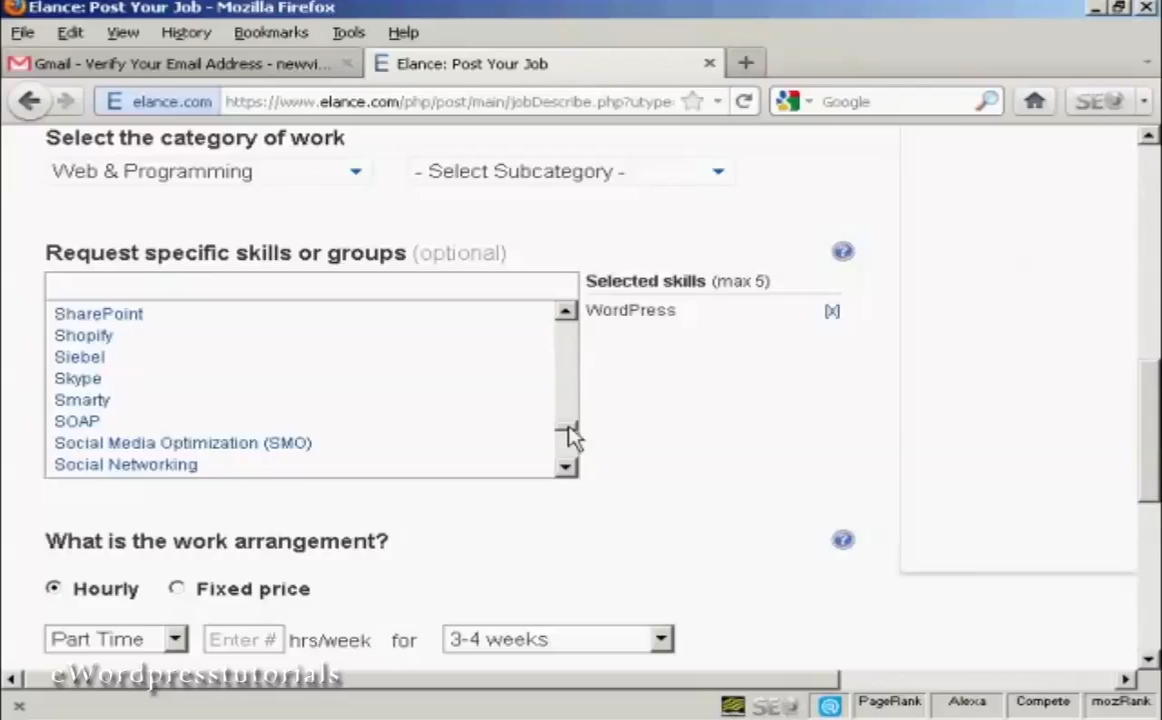 Elance: Post Your Job - Mozilla Firefox
File Edit View History Bookmarks Tools Help
Gmail - Verify Your Email Address - newvi... Elance: Post Your Job
elance.com https://www.elance.com/php/post/main/jobDescribe.php?utype Google SE
Select the category of work
Web & Programming - Select Subcategory -
Request specific skills or groups (optional)
Selected skills (max 5)
SharePoint WordPress [x]
Shopify
Siebel
Skype
Smarty
SOAP
Social Media Optimization (SMO)
Social Networking
What is the work arrangement?
Hourly Fixed price
Part Time Enter # hrs/week for 3-4 weeks
eWordpresstutorials
SE PageRank Alexa Compete mozRank